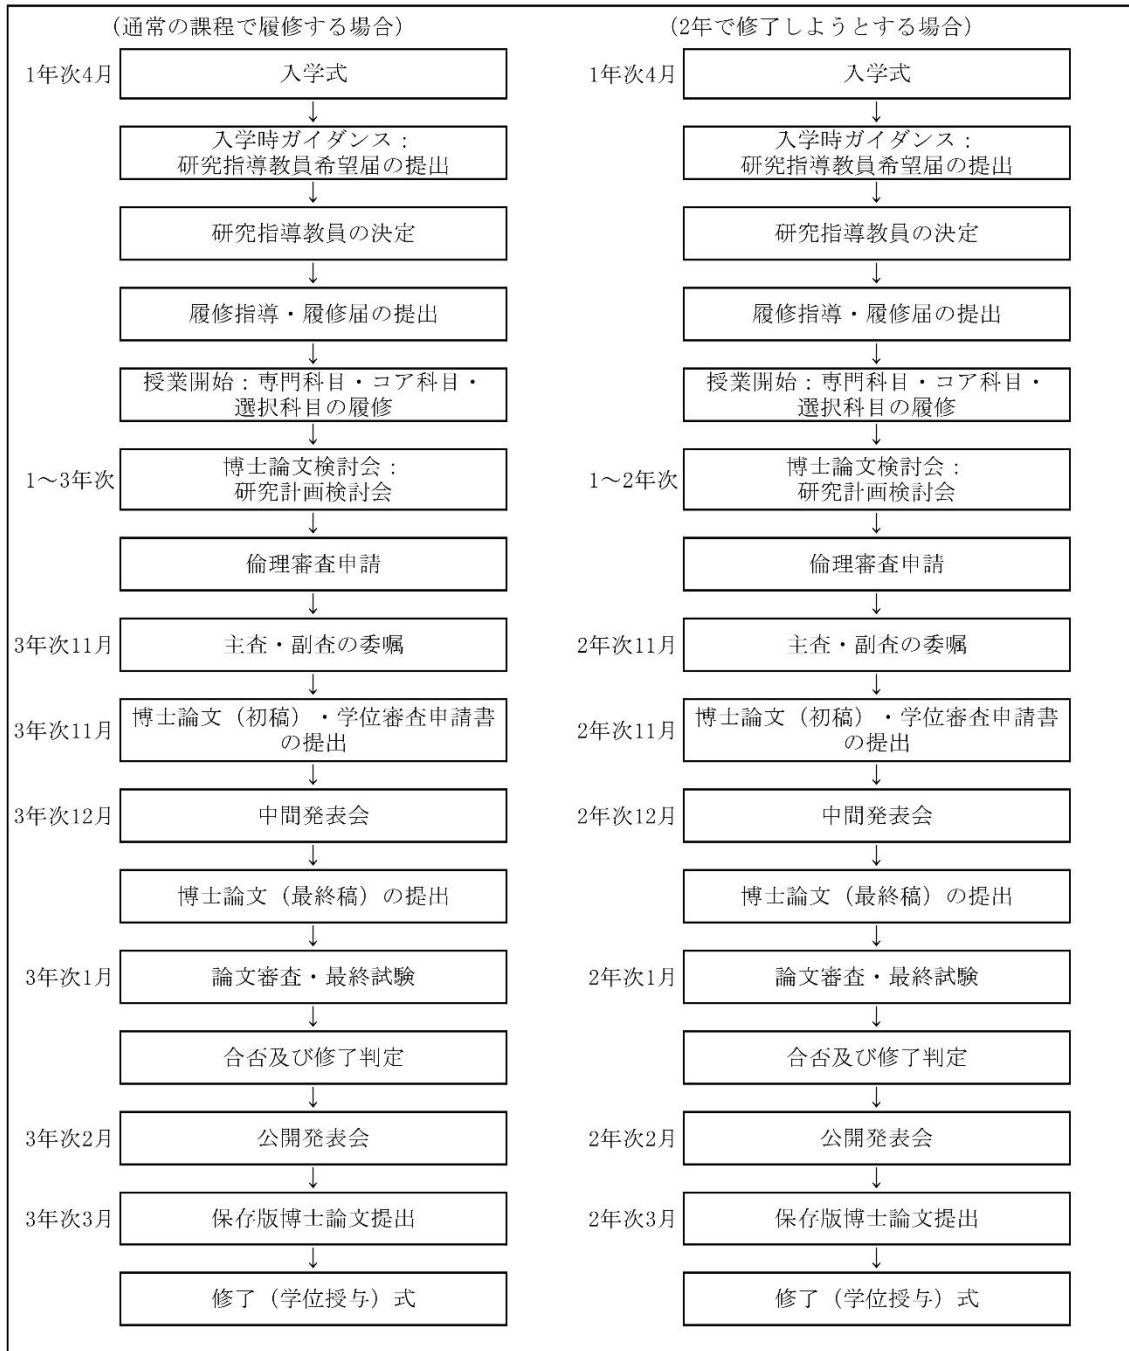 （通常の課程で履修する場合）
1年次4月
入学式
↓
入学時ガイダンス：
研究指導教員希望届の提出
↓
研究指導教員の決定
↓
履修指導・履修届の提出
↓
授業開始：専門科目・コア科目・
選択科目の履修
↓
1～3年次
博士論文検討会：
研究計画検討会
↓
倫理審査申請
↓
3年次11月
主査・副査の委嘱
↓
3年次11月
博士論文（初稿）・学位審査申請書
の提出
↓
3年次12月
中間発表会
↓
博士論文（最終稿）の提出
↓
3年次1月
論文審査・最終試験
↓
合否及び修了判定
↓
3年次2月
公開発表会
↓
3年次3月
保存版博士論文提出
↓
修了（学位授与）式
（2年で修了しようとする場合）
1年次4月
入学式
↓
入学時ガイダンス：
研究指導教員希望届の提出
↓
研究指導教員の決定
↓
履修指導・履修届の提出
↓
授業開始：専門科目・コア科目・
選択科目の履修
↓
1～2年次
博士論文検討会：
研究計画検討会
↓
倫理審査申請
↓
2年次11月
主査・副査の委嘱
↓
2年次11月
博士論文（初稿）・学位審査申請書
の提出
↓
2年次12月
中間発表会
↓
博士論文（最終稿）の提出
↓
2年次1月
論文審査・最終試験
↓
合否及び修了判定
↓
2年次2月
公開発表会
↓
2年次3月
保存版博士論文提出
↓
修了（学位授与）式